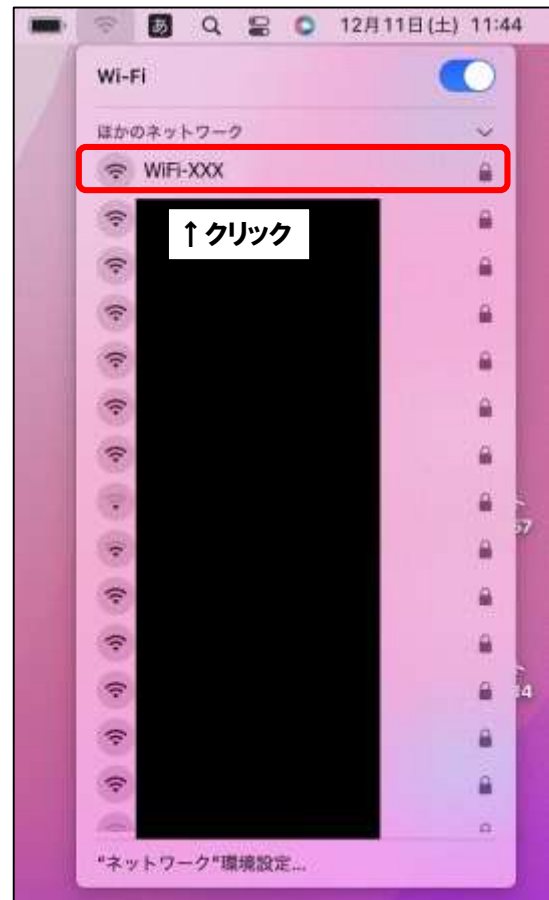 あ 12月11日(土) 11:44
Wi-Fi
ほかのネットワーク
WiFi-XXX
↑クリック
"ネットワーク"環境設定...